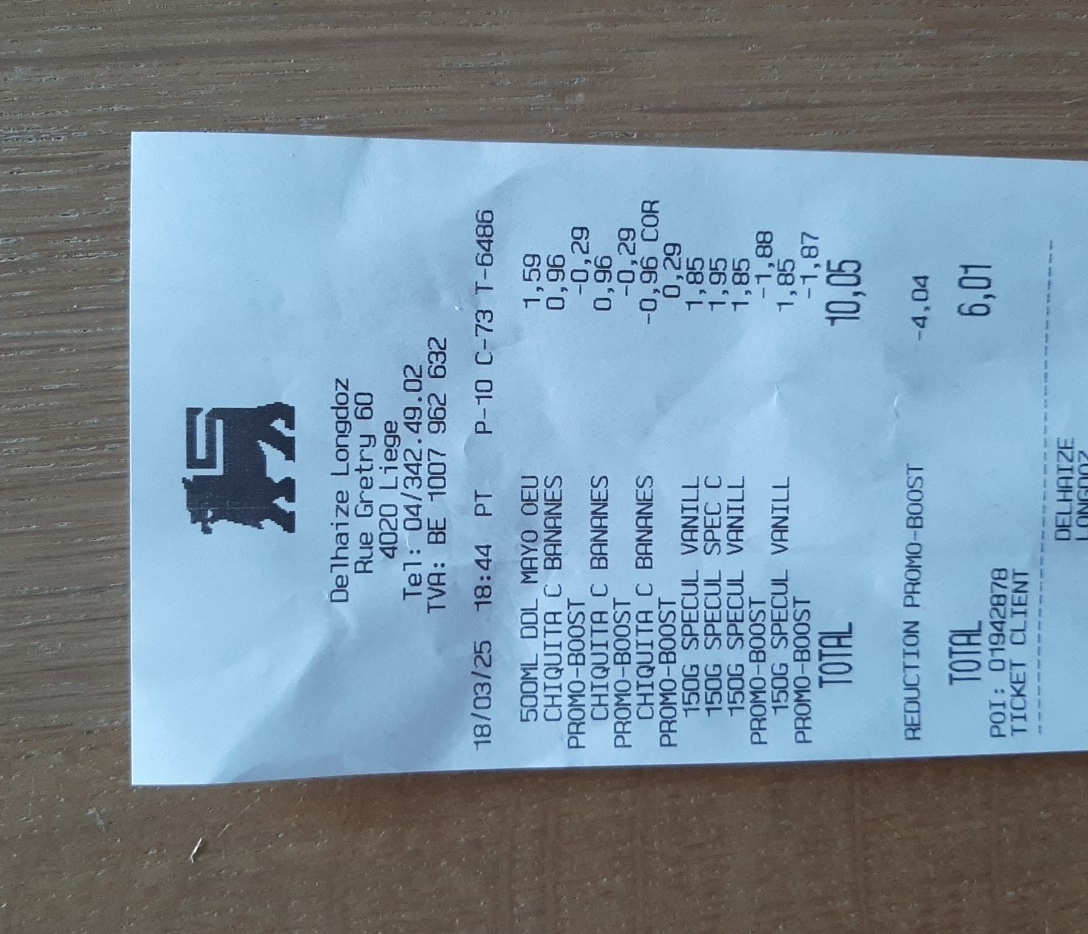 Delhaize Longdoz
Rue Gretry 60
4020 Liege
Tel: 04/342.49.02
TVA: BE 1007 962 632
18/03/25 18:44 PT P-10 C-73 T-6486
500ML DDL MAYO OEU 1,59
CHIQUITA C BANANES 0,96
PROMO-BOOST -0,29
CHIQUITA C BANANES 0,96
PROMO-BOOST -0,29
CHIQUITA C BANANES -0,96 COR
PROMO-BOOST 0,29
150G SPECUL VANILL 1,85
150G SPECUL SPEC C 1,95
150G SPECUL VANILL 1,85
PROMO-BOOST -1,88
150G SPECUL VANILL 1,85
PROMO-BOOST -1,87
TOTAL 10,05
REDUCTION PROMO-BOOST -4,04
TOTAL 6,01
POI: 01942878
TICKET CLIENT
DELHAIZE